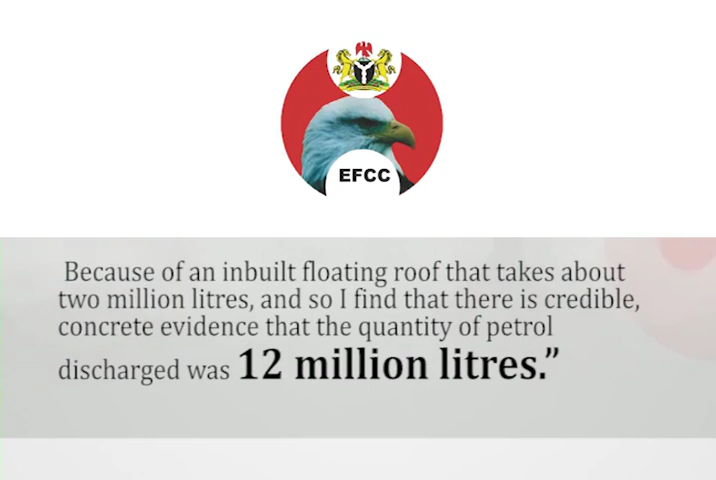 EFCC
Because of an inbuilt floating roof that takes about
two million litres, and so I find that there is credible,
concrete evidence that the quantity of petrol
discharged was 12 million litres.”